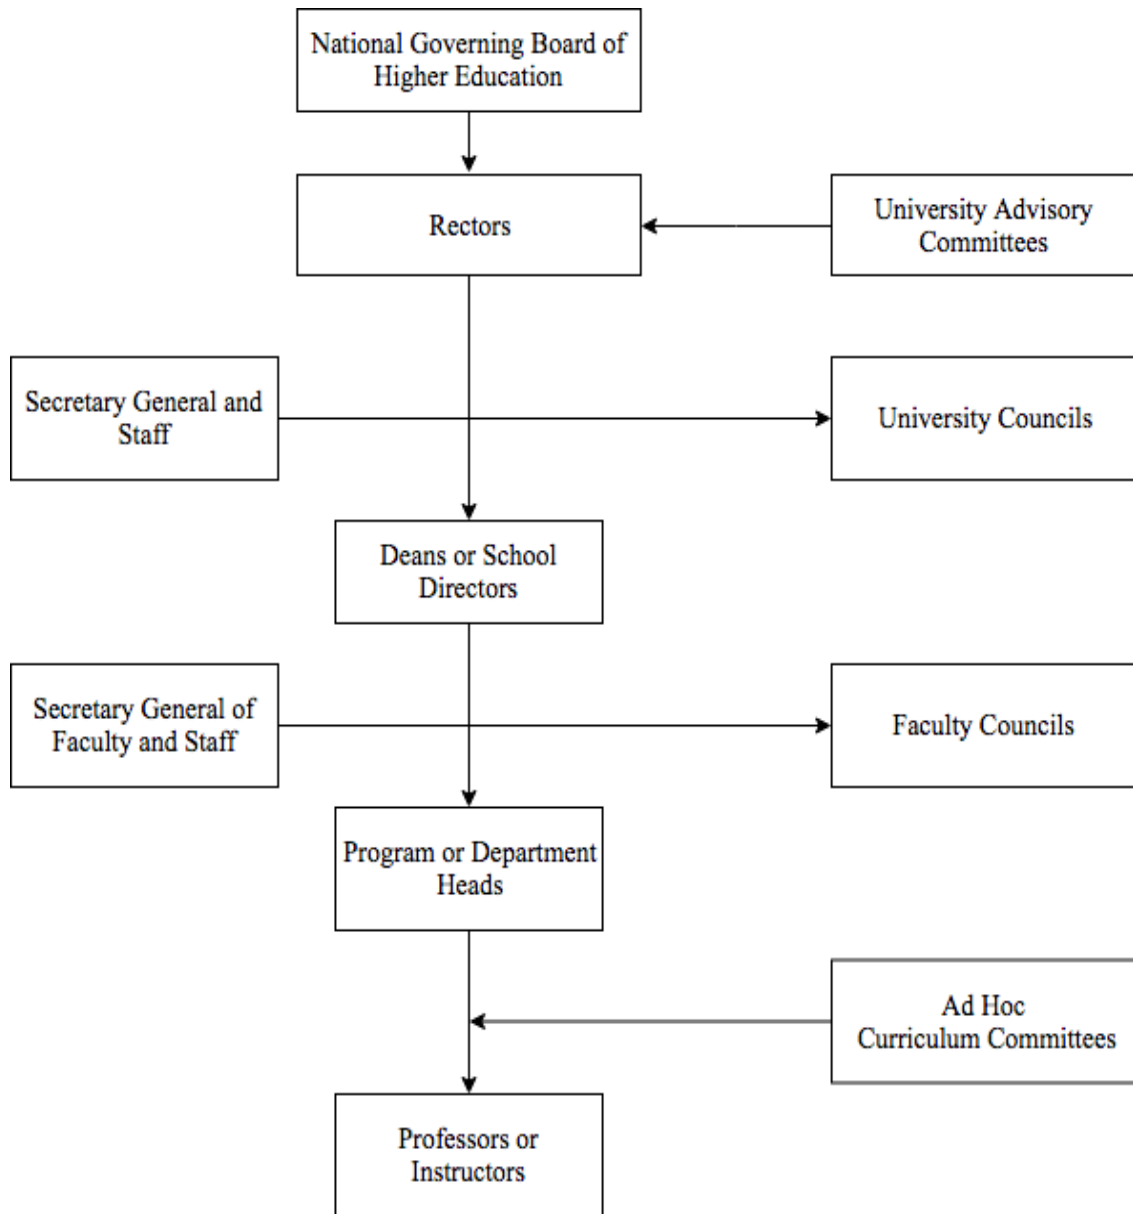 National Governing Board of
Higher Education
Rectors
University Advisory
Committees
Secretary General and
Staff
University Councils
Deans or School
Directors
Secretary General of
Faculty and Staff
Faculty Councils
Program or Department
Heads
Ad Hoc
Curriculum Committees
Professors or
Instructors